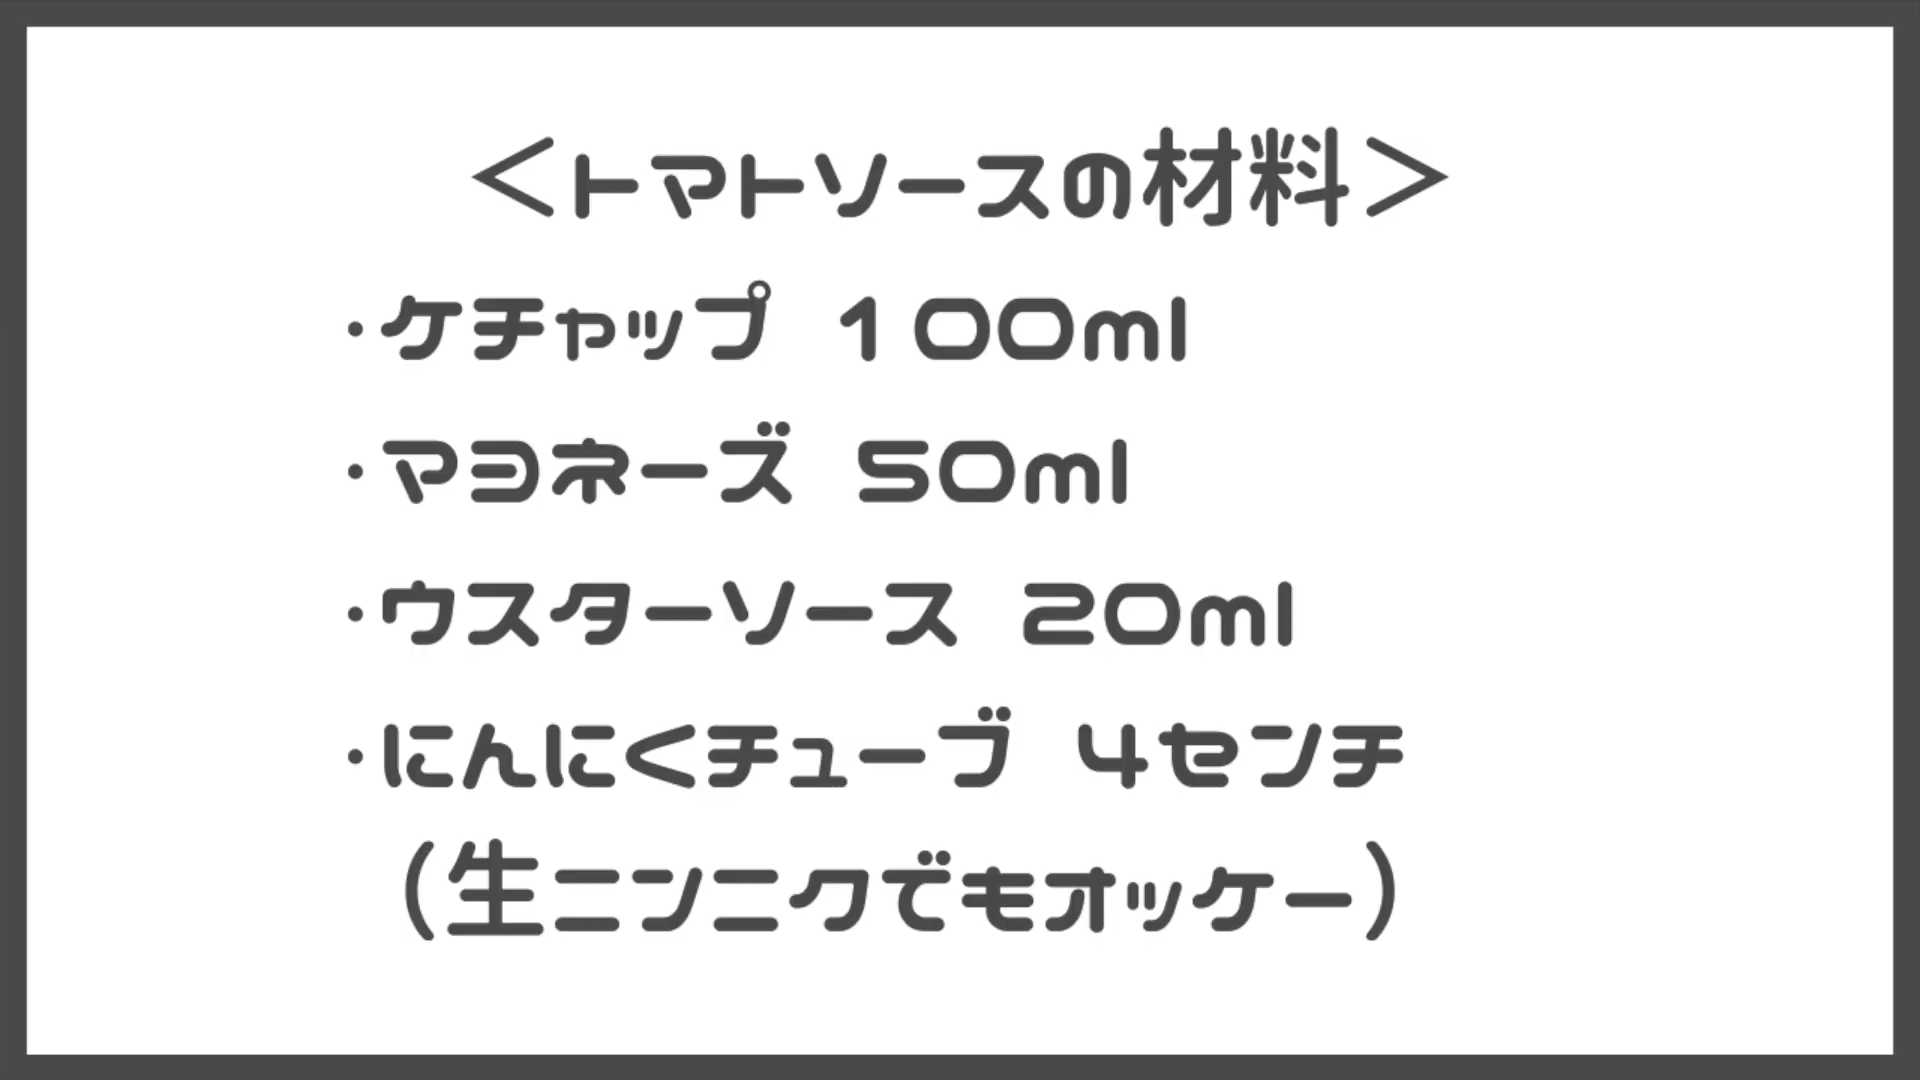 ＜トマトソースの材料＞
・ケチャップ 100ml
・マヨネーズ 50ml
・ウスターソース 20ml
・にんにくチューブ 4センチ
（生ニンニクでもオッケー）